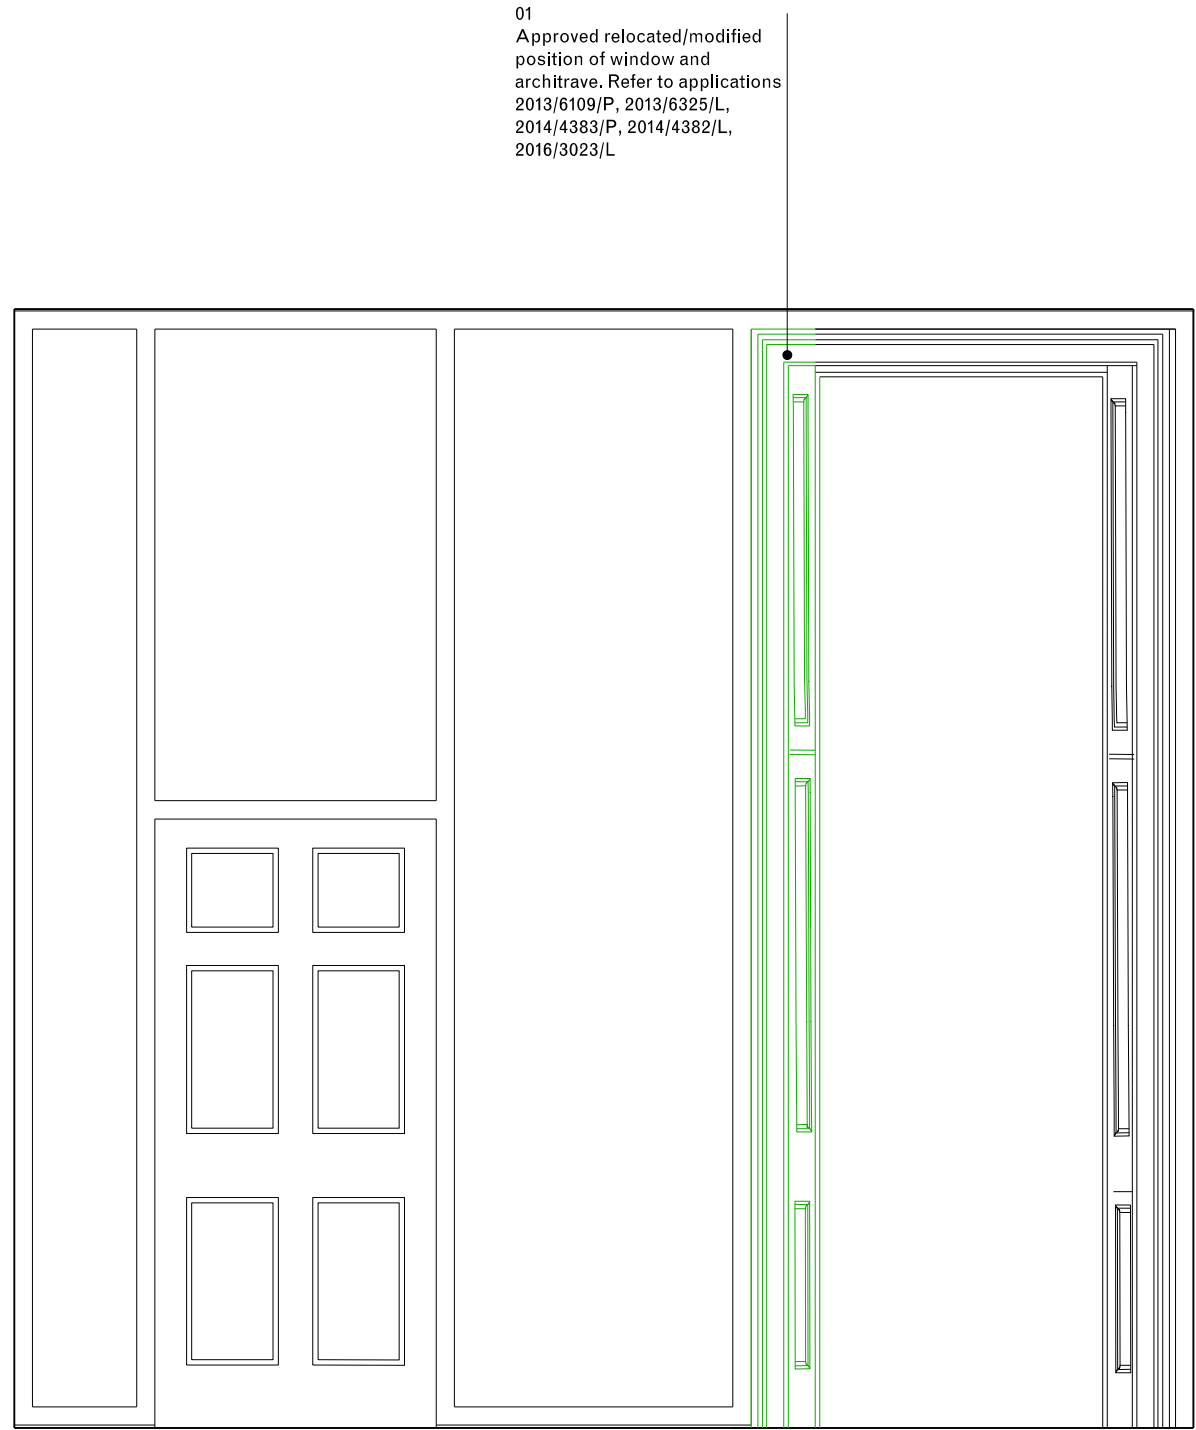 01
Approved relocated/modified
position of window and
architrave. Refer to applications
2013/6109/P, 2013/6325/L,
2014/4383/P, 2014/4382/L,
2016/3023/L